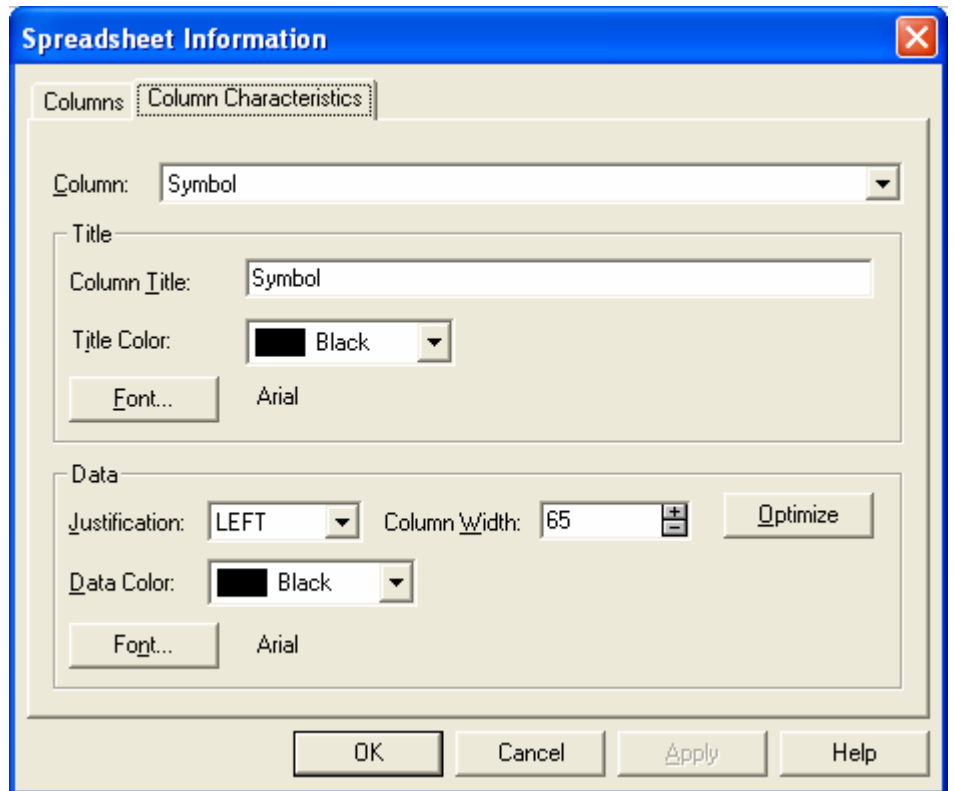 Spreadsheet Information
Columns Column Characteristics
Column: Symbol
Title
Column Title: Symbol
Title Color: Black
Font... Arial
Data
Justification: LEFT Column Width: 65 Optimize
Data Color: Black
Font... Arial
OK Cancel Apply Help